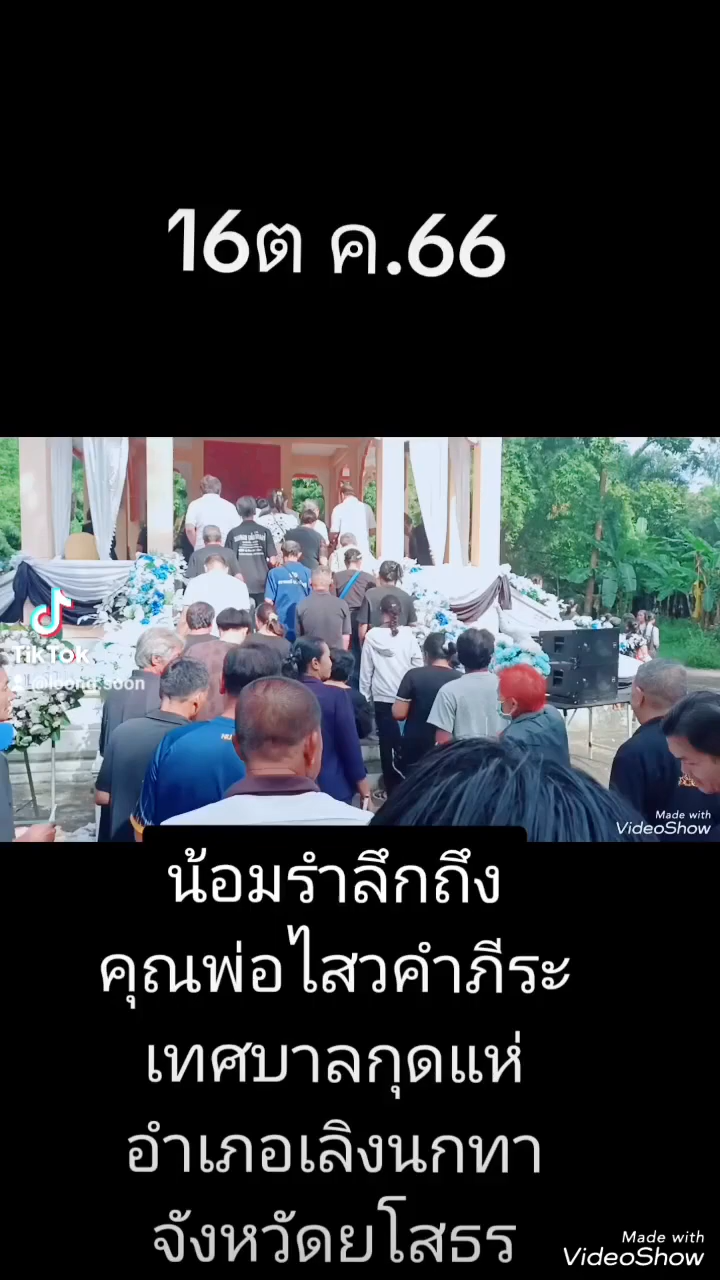 16ต ค.66
TikTok
Made with
VideoShow
น้อมรำลึกถึง
คุณพ่อไสวคำภีระ
เทศบาลกุดแห่
อำเภอเลิงนกทา
จังหวัดยโสธร
Made with
VideoShow